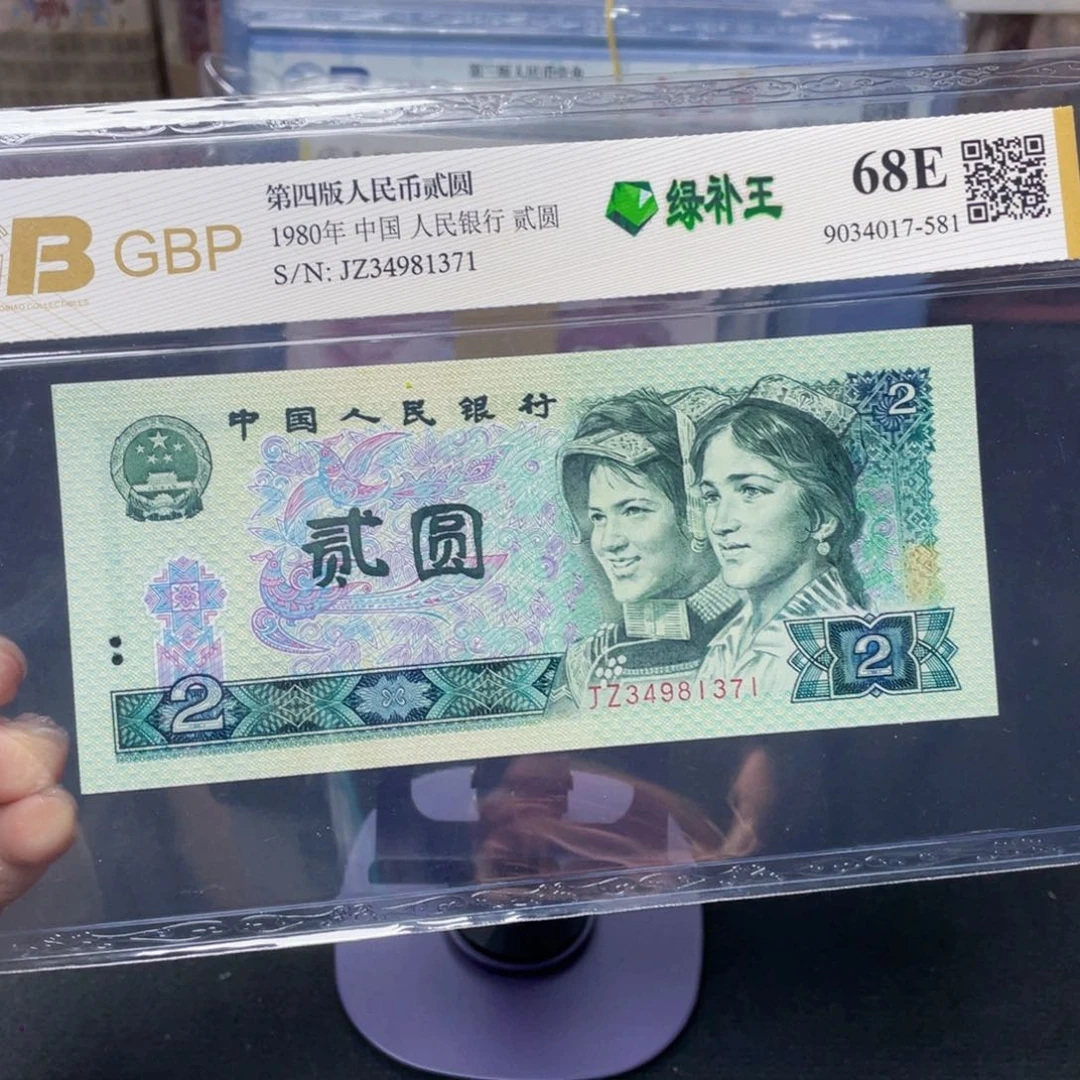 第四版人民币贰圆
1980年 中国 人民银行 贰圆
S/N: JZ34981371
B GBP
绿补王
68E
9034017-581
中国人民银行
贰圆
2
2
2
JZ34981371